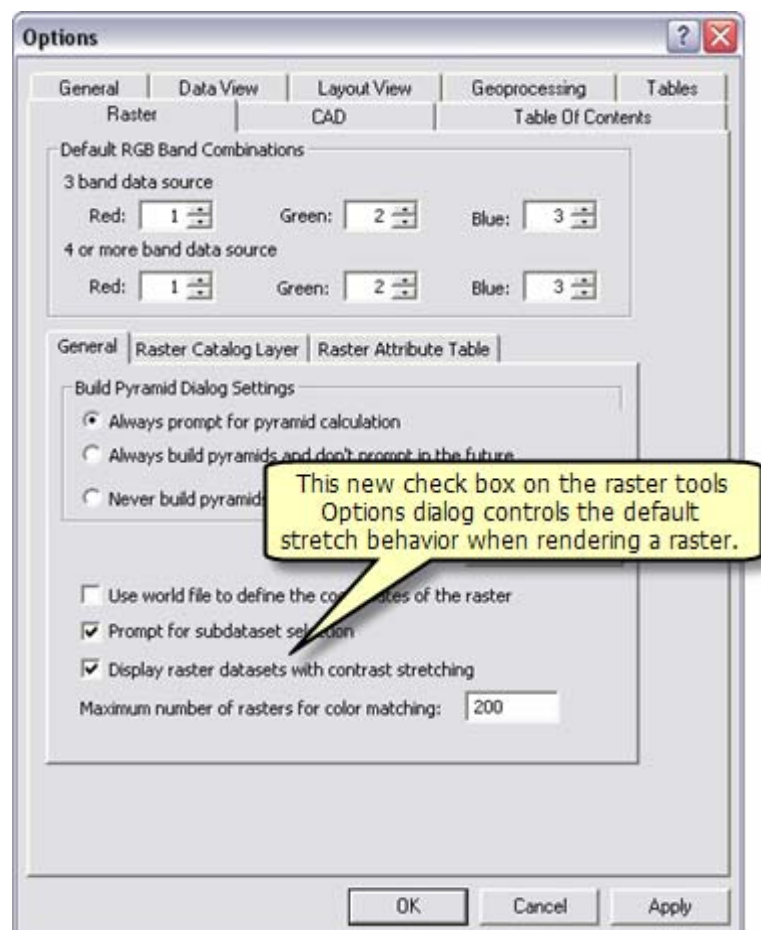 Options
General Data View Layout View Geoprocessing Tables
Raster CAD Table Of Contents
Default RGB Band Combinations
3 band data source
Red: 1 Green: 2 Blue: 3
4 or more band data source
Red: 1 Green: 2 Blue: 3
General Raster Catalog Layer Raster Attribute Table
Build Pyramid Dialog Settings
Always prompt for pyramid calculation
Always build pyramids and don't prompt in the future
Never build pyramids
This new check box on the raster tools
Options dialog controls the default
stretch behavior when rendering a raster.
Use world file to define the coordinates of the raster
Prompt for subdataset selection
Display raster datasets with contrast stretching
Maximum number of rasters for color matching: 200
OK Cancel Apply